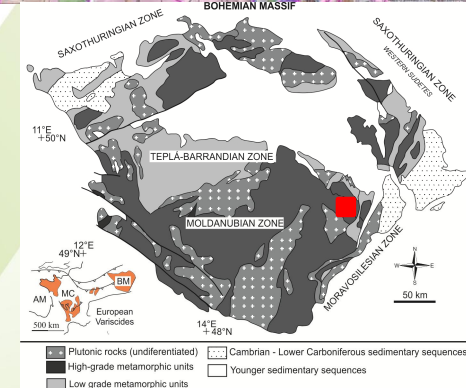 BOHEMIAN MASSIF
SAXOTHURINGIAN ZONE
SAXOTHURINGIAN ZONE
WESTERN SUDETES
11°E
+50°N
TEPLÁ-BARRANDIAN ZONE
MOLDANUBIAN ZONE
MORAVOSILESIAN ZONE
12°E
49°N+
BM
MC
AM
European
Variscides
500 km
14°E
+48°N
N
W
E
S
50 km
Plutonic rocks (undifferentiated)
Cambrian - Lower Carboniferous sedimentary sequences
High-grade metamorphic units
Younger sedimentary sequences
Low grade metamorphic units